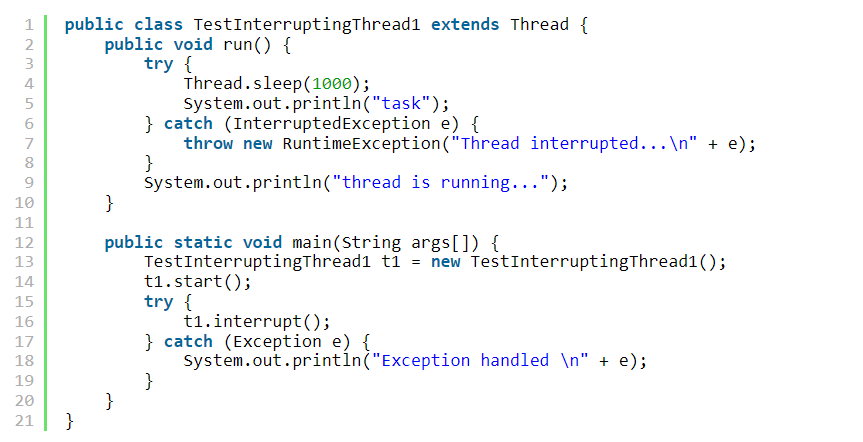 1 public class TestInterruptingThread1 extends Thread {
2     public void run() {
3         try {
4             Thread.sleep(1000);
5             System.out.println("task");
6         } catch (InterruptedException e) {
7             throw new RuntimeException("Thread interrupted...\n" + e);
8         }
9         System.out.println("thread is running...");
10     }
11
12     public static void main(String args[]) {
13         TestInterruptingThread1 t1 = new TestInterruptingThread1();
14         t1.start();
15         try {
16             t1.interrupt();
17         } catch (Exception e) {
18             System.out.println("Exception handled \n" + e);
19         }
20     }
21 }